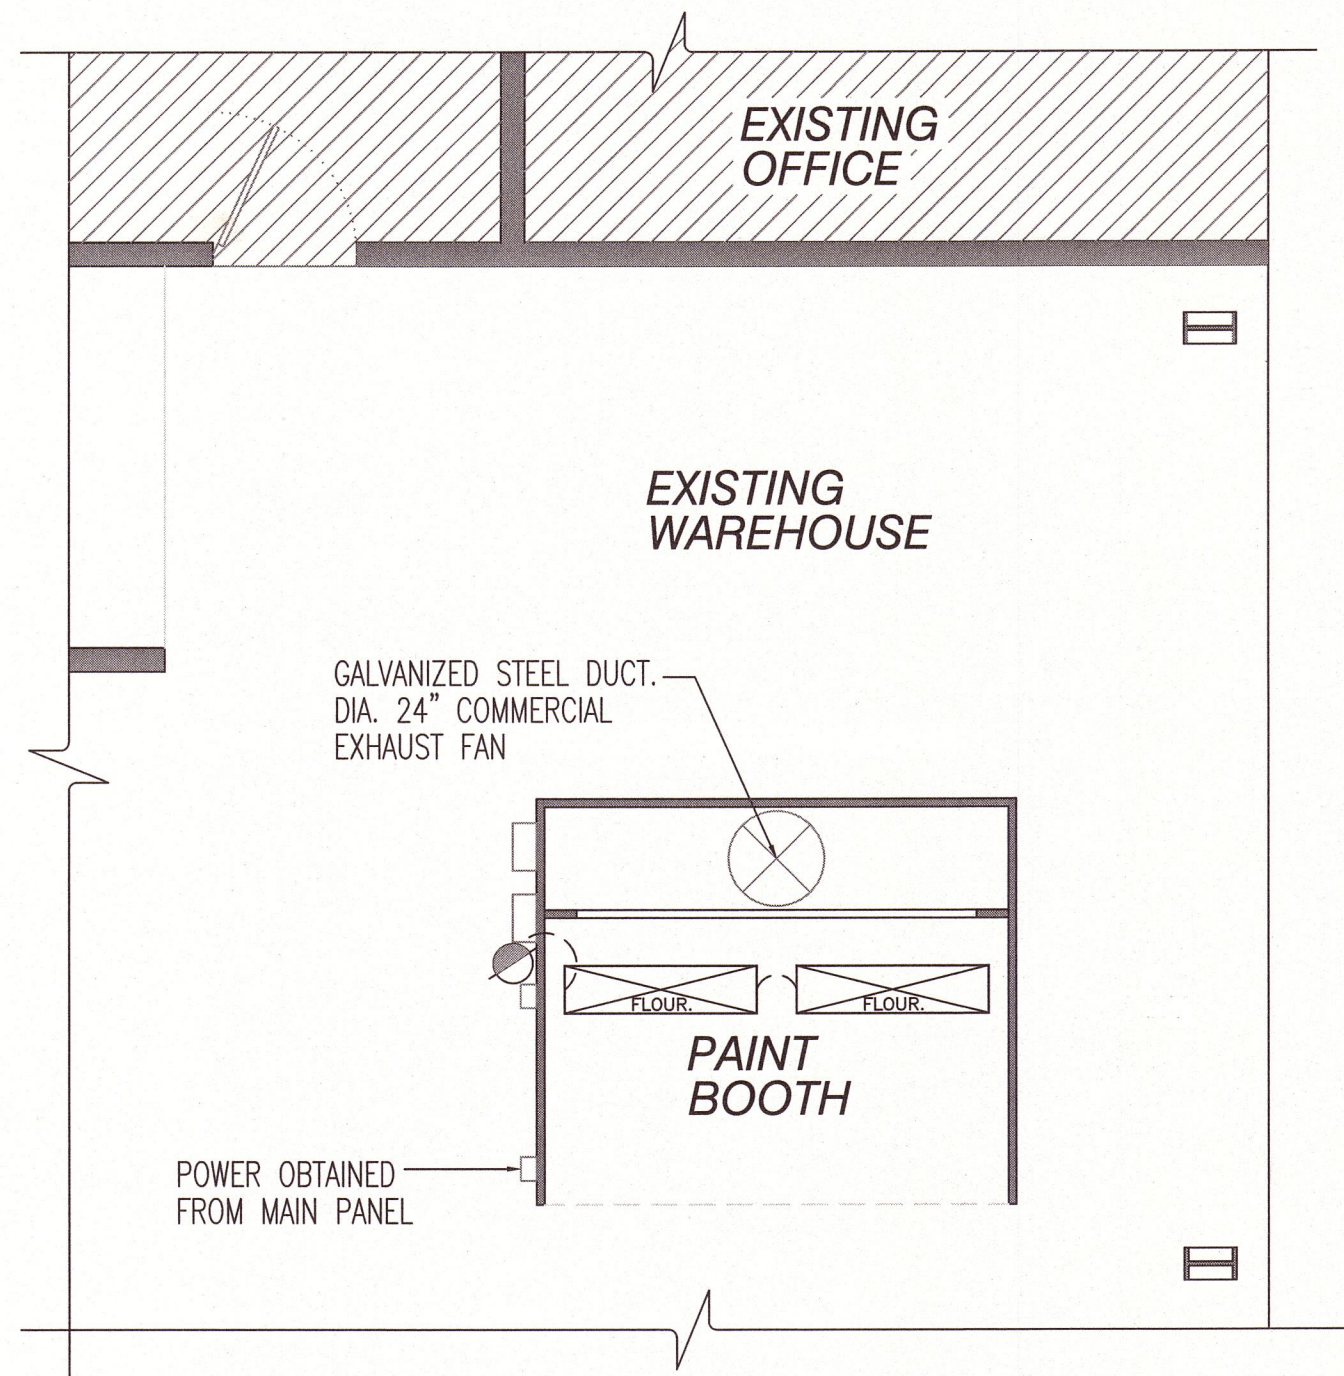 EXISTING
OFFICE
EXISTING
WAREHOUSE
GALVANIZED STEEL DUCT.
DIA. 24” COMMERCIAL
EXHAUST FAN
FLOUR.
FLOUR.
PAINT
BOOTH
POWER OBTAINED
FROM MAIN PANEL